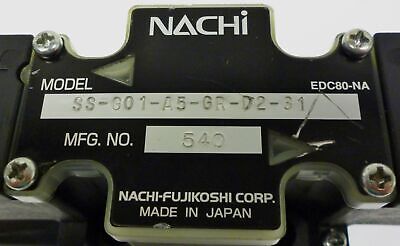 NACHi
MODEL
EDC80-NA
SS-G01-A5-GR-D2-31
MFG. NO. 540
NACHI-FUJIKOSHI CORP.
MADE IN JAPAN